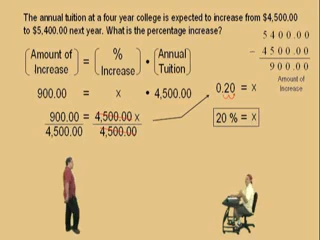 The annual tuition at a four year college is expected to increase from $4,500.00
to $5,400.00 next year. What is the percentage increase?
5400.00
- 4500.00
900.00
Amount of
Increase
(Amount of Increase) = (% Increase) • (Annual Tuition)
900.00 = x • 4,500.00
900.00 = 4,500.00 x
4,500.00 4,500.00
0.20 = x
20 % = x